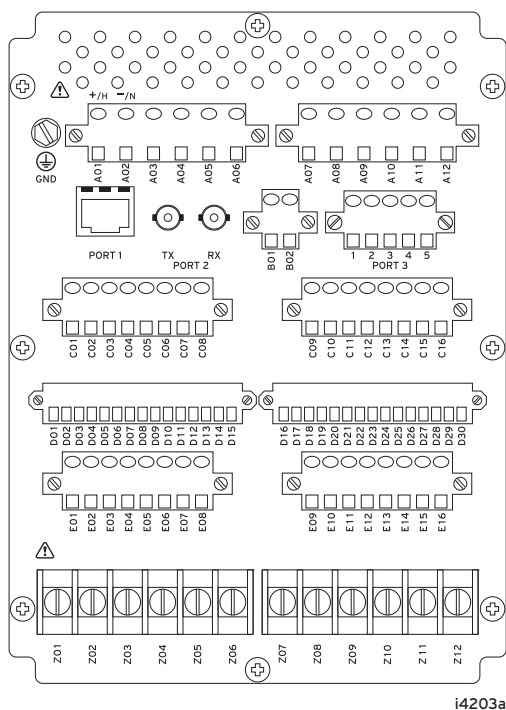 +/H −/N
GND
A01 A02 A03 A04 A05 A06 A07 A08 A09 A10 A11 A12
B01 B02
1 2 3 4 5
PORT 1 TX RX
PORT 2 PORT 3
C01 C02 C03 C04 C05 C06 C07 C08 C09 C10 C11 C12 C13 C14 C15 C16
D01 D02 D03 D04 D05 D06 D07 D08 D09 D10 D11 D12 D13 D14 D15 D16 D17 D18 D19 D20 D21 D22 D23 D24 D25 D26 D27 D28 D29 D30
E01 E02 E03 E04 E05 E06 E07 E08 E09 E10 E11 E12 E13 E14 E15 E16
Z01 Z02 Z03 Z04 Z05 Z06 Z07 Z08 Z09 Z10 Z11 Z12
i4203a